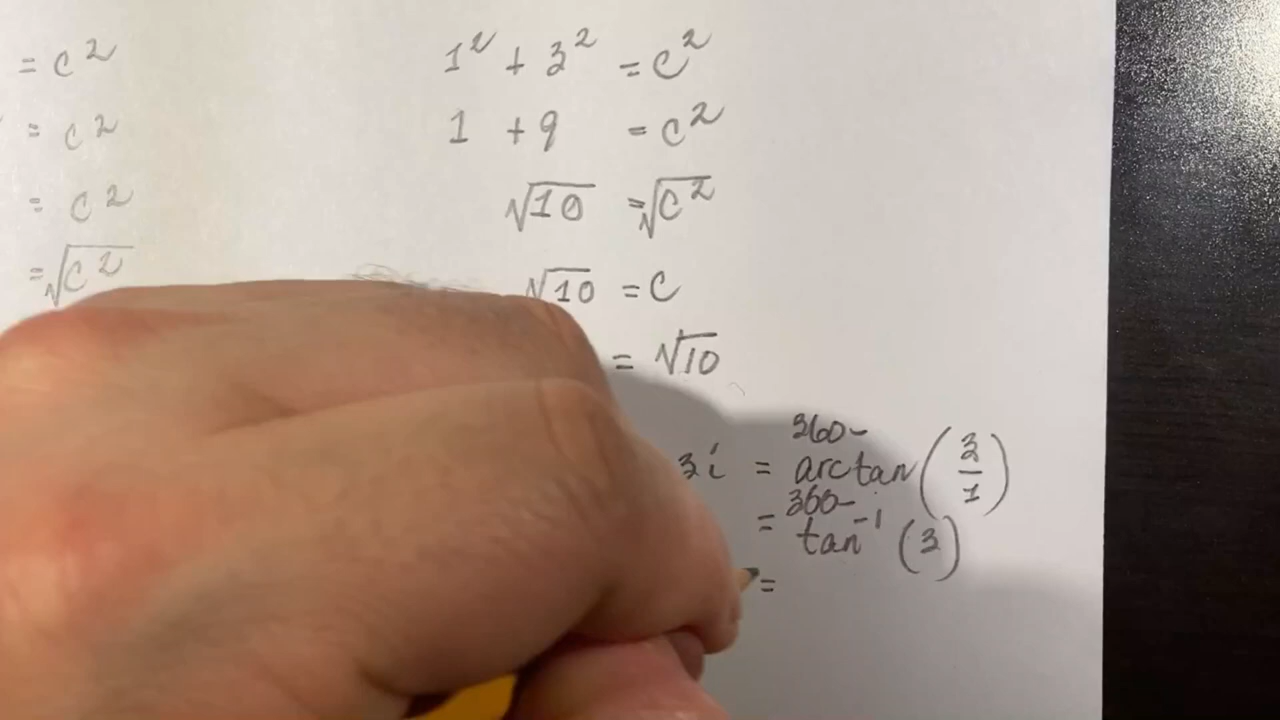 = c²
= c²
= c²
= √c²
1² + 3² = c²
1 + 9 = c²
√10 = √c²
√10 = c
= √10
3i = 360- arctan(3/1)
= 360- tan⁻¹(3)
=